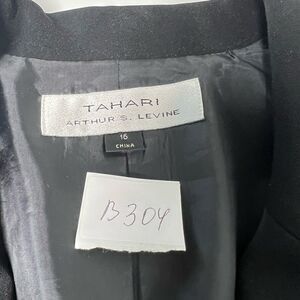 TAHARI
ARTHUR S. LEVINE
16
CHINA
B304